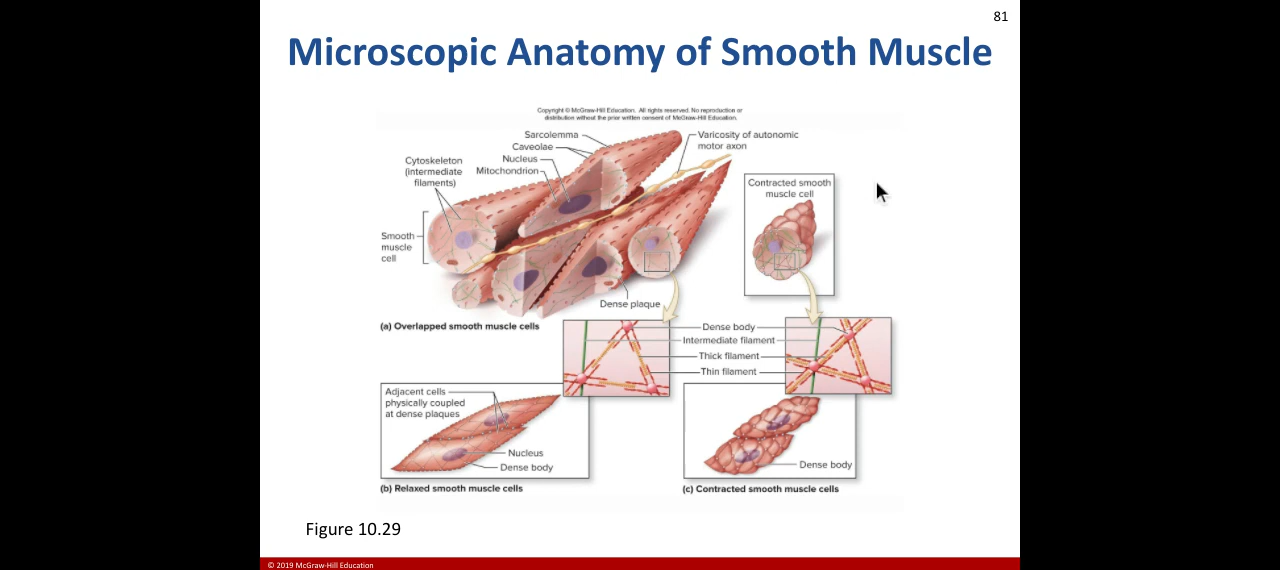 81
Microscopic Anatomy of Smooth Muscle
Copyright © McGraw-Hill Education. All rights reserved. No reproduction or
distribution without the prior written consent of McGraw-Hill Education.
Sarcolemma
Caveolae
Nucleus
Mitochondrion
Varicosity of autonomic
motor axon
Cytoskeleton
(intermediate
filaments)
Smooth
muscle
cell
Contracted smooth
muscle cell
Dense plaque
(a) Overlapped smooth muscle cells
Dense body
Intermediate filament
Thick filament
Thin filament
Adjacent cells
physically coupled
at dense plaques
Nucleus
Dense body
(b) Relaxed smooth muscle cells
Dense body
(c) Contracted smooth muscle cells
Figure 10.29
© 2019 McGraw-Hill Education